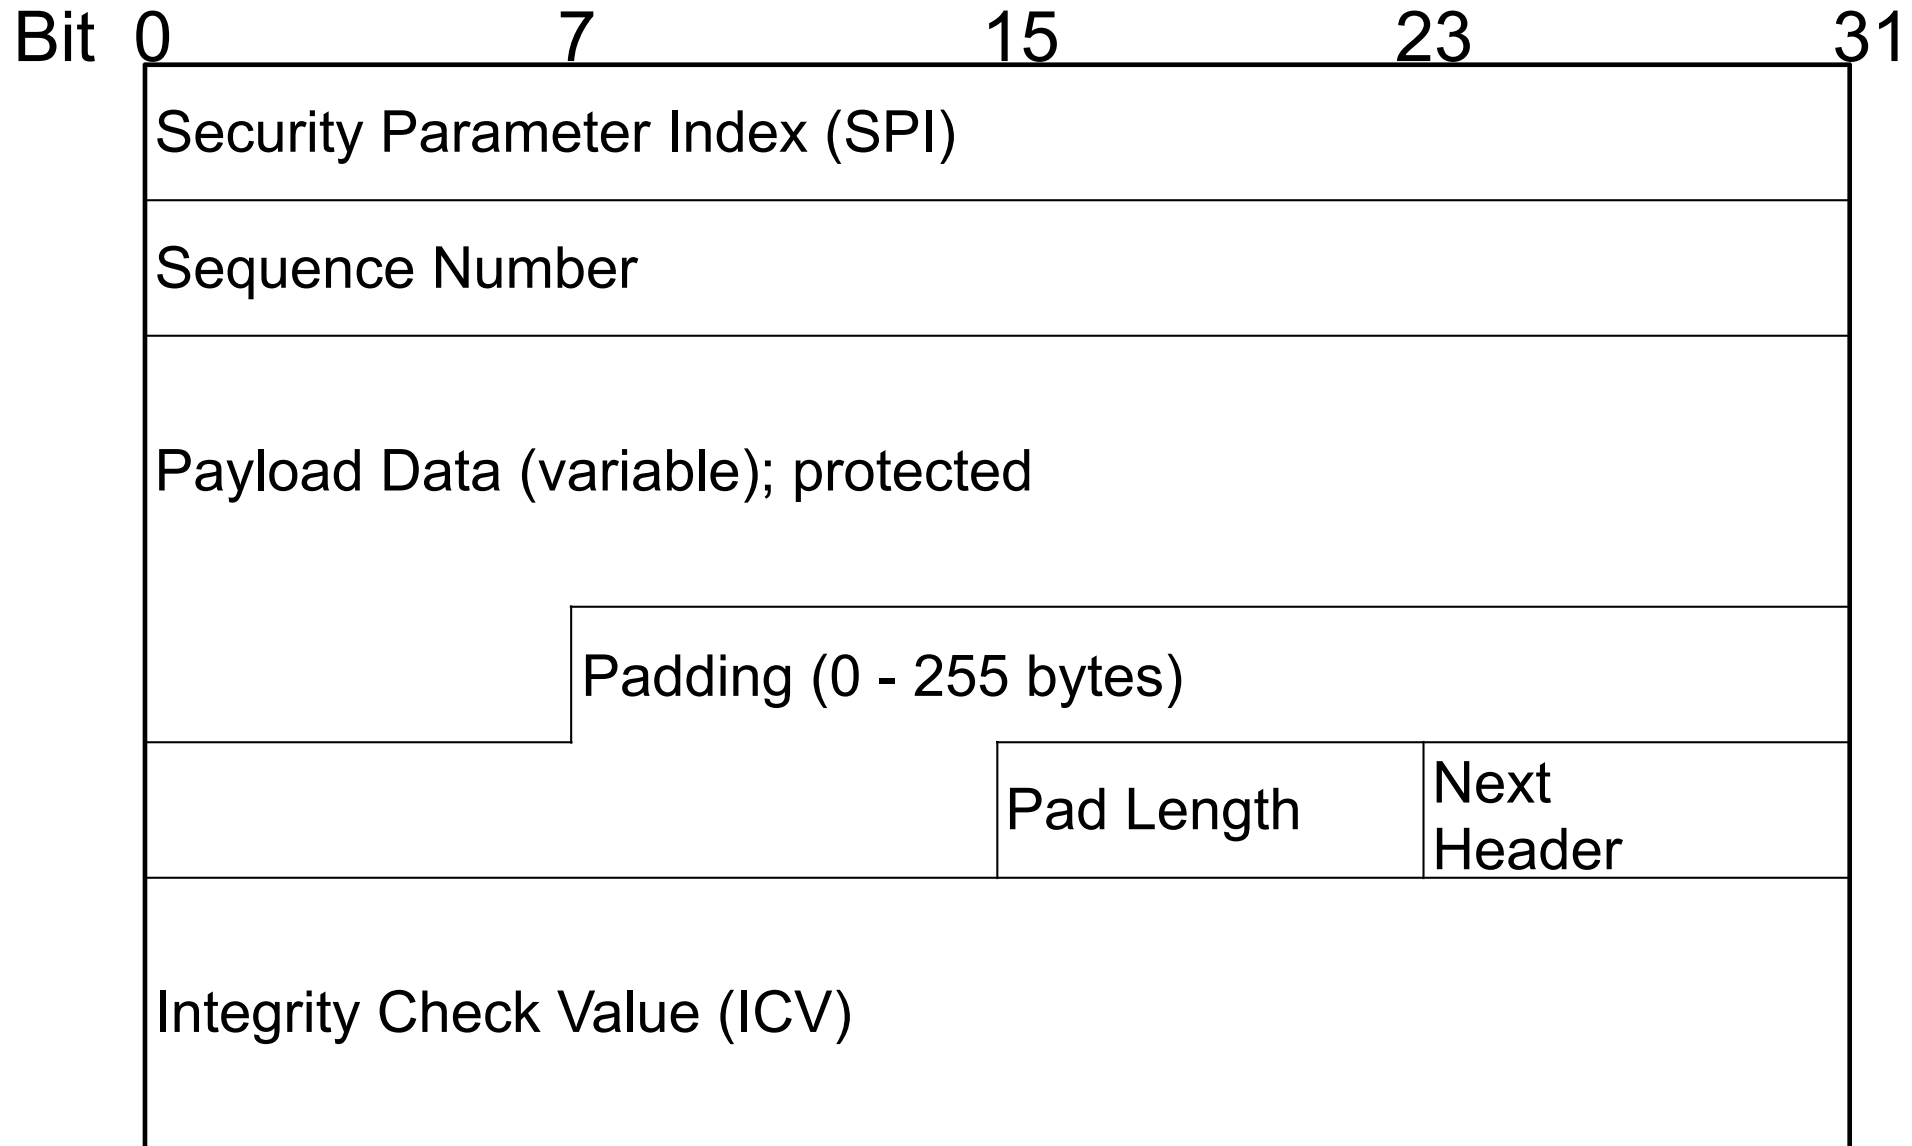 Bit 0 7 15 23 31
Security Parameter Index (SPI)
Sequence Number
Payload Data (variable); protected
Padding (0 - 255 bytes)
Pad Length
Next
Header
Integrity Check Value (ICV)